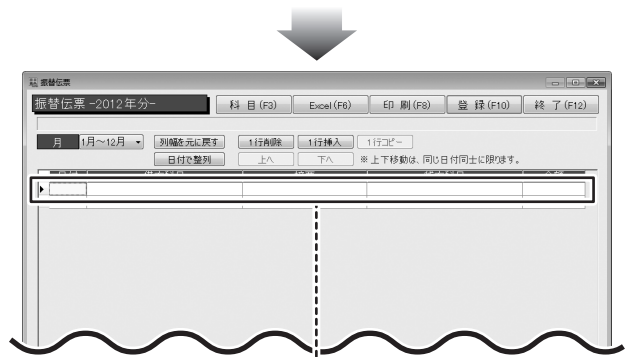 振替伝票
振替伝票 −2012年分−
科 目 (F3) Excel (F6) 印 刷 (F8) 登 録 (F10) 終 了 (F12)
月 1月～12月 列幅を元に戻す 1行削除 1行挿入 1行コピー
日付で整列 上へ 下へ ※ 上下移動は、同じ日付同士に限ります。